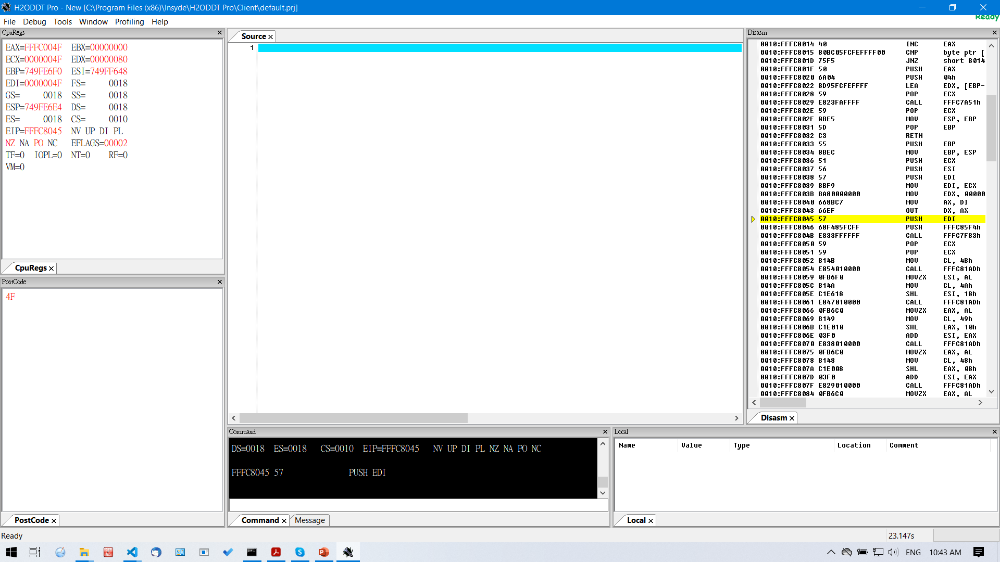 H2ODDT Pro - New [C:\Program Files (x86)\Insyde\H2ODDT Pro\Client\default.prj]
File Debug Tools Window Profiling Help
Ready
CpuRegs
EAX=FFFC004F EBX=00000000
ECX=0000004F EDX=00000080
EBP=749FE6F0 ESI=749FF648
EDI=0000004F FS= 0018
GS= 0018 SS= 0018
ESP=749FE6E4 DS= 0018
ES= 0018 CS= 0010
EIP=FFFC8045 NV UP DI PL
NZ NA PO NC EFLAGS=00002
TF=0 IOPL=0 NT=0 RF=0
VM=0
CpuRegs
PostCode
4F
PostCode
Source
1
Disasm
0010:FFFC8014 40 INC EAX
0010:FFFC8015 80BC05FCFEFFFF00 CMP byte ptr [
0010:FFFC801D 75F5 JNZ short 8014
0010:FFFC801F 50 PUSH EAX
0010:FFFC8020 6A04 PUSH 04h
0010:FFFC8022 8D95FCFEFFFF LEA EDX, [EBP-
0010:FFFC8028 59 POP ECX
0010:FFFC8029 E823FAFFFF CALL FFFC7A51h
0010:FFFC802E 59 POP ECX
0010:FFFC802F 8BE5 MOV ESP, EBP
0010:FFFC8031 5D POP EBP
0010:FFFC8032 C3 RETN
0010:FFFC8033 55 PUSH EBP
0010:FFFC8034 8BEC MOV EBP, ESP
0010:FFFC8036 51 PUSH ECX
0010:FFFC8037 56 PUSH ESI
0010:FFFC8038 57 PUSH EDI
0010:FFFC8039 8BF9 MOV EDI, ECX
0010:FFFC803B BA80000000 MOV EDX, 00000
0010:FFFC8040 668BC7 MOV AX, DI
0010:FFFC8043 66EF OUT DX, AX
0010:FFFC8045 57 PUSH EDI
0010:FFFC8046 68F485FCFF PUSH FFFC85F4h
0010:FFFC804B E833FFFFFF CALL FFFC7F83h
0010:FFFC8050 59 POP ECX
0010:FFFC8051 59 POP ECX
0010:FFFC8052 B14B MOV CL, 4Bh
0010:FFFC8054 E854010000 CALL FFFC81ADh
0010:FFFC8059 0FB6F0 MOVZX ESI, AL
0010:FFFC805C B14A MOV CL, 4Ah
0010:FFFC805E C1E618 SHL ESI, 18h
0010:FFFC8061 E847010000 CALL FFFC81ADh
0010:FFFC8066 0FB6C0 MOVZX EAX, AL
0010:FFFC8069 B149 MOV CL, 49h
0010:FFFC806B C1E010 SHL EAX, 10h
0010:FFFC806E 03F0 ADD ESI, EAX
0010:FFFC8070 E838010000 CALL FFFC81ADh
0010:FFFC8075 0FB6C0 MOVZX EAX, AL
0010:FFFC8078 B148 MOV CL, 48h
0010:FFFC807A C1E008 SHL EAX, 08h
0010:FFFC807D 03F0 ADD ESI, EAX
0010:FFFC807F E829010000 CALL FFFC81ADh
0010:FFFC8084 0FB6C0 MOVZX EAX, AL
Disasm
Command
DS=0018 ES=0018 CS=0010 EIP=FFFC8045 NV UP DI PL NZ NA PO NC
FFFC8045 57 PUSH EDI
Command Message
Local
Name Value Type Location Comment
Local
Ready 23.147s
ENG 10:43 AM